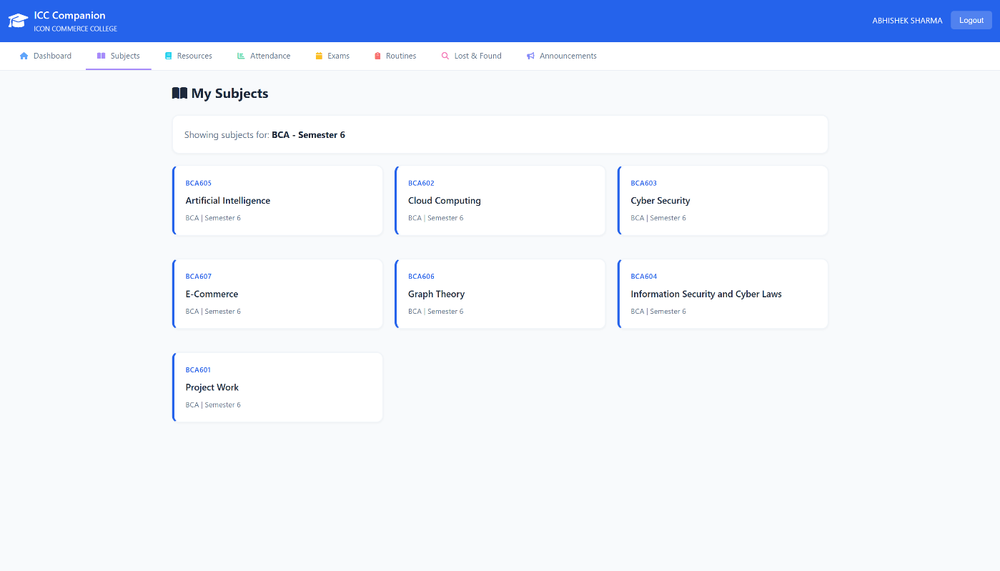 ICC Companion
ICON COMMERCE COLLEGE
ABHISHEK SHARMA
Logout
Dashboard
Subjects
Resources
Attendance
Exams
Routines
Lost & Found
Announcements
My Subjects
Showing subjects for: BCA - Semester 6
BCA605
Artificial Intelligence
BCA | Semester 6
BCA602
Cloud Computing
BCA | Semester 6
BCA603
Cyber Security
BCA | Semester 6
BCA607
E-Commerce
BCA | Semester 6
BCA606
Graph Theory
BCA | Semester 6
BCA604
Information Security and Cyber Laws
BCA | Semester 6
BCA601
Project Work
BCA | Semester 6